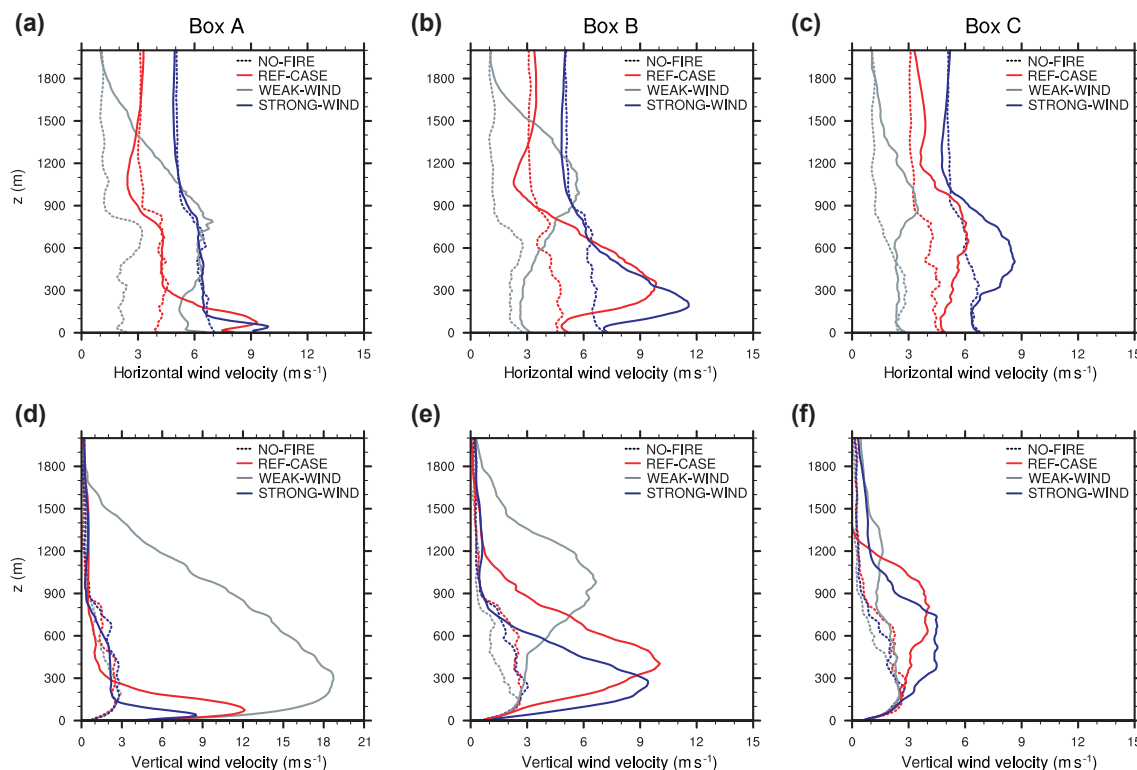 (a)
Box A
(b)
Box B
(c)
Box C
NO-FIRE
REF-CASE
WEAK-WIND
STRONG-WIND
NO-FIRE
REF-CASE
WEAK-WIND
STRONG-WIND
NO-FIRE
REF-CASE
WEAK-WIND
STRONG-WIND
z (m)
1800
1500
1200
900
600
300
0
1800
1500
1200
900
600
300
0
1800
1500
1200
900
600
300
0
0 3 6 9 12 15
0 3 6 9 12 15
0 3 6 9 12 15
Horizontal wind velocity (m s⁻¹)
Horizontal wind velocity (m s⁻¹)
Horizontal wind velocity (m s⁻¹)
(d)
(e)
(f)
NO-FIRE
REF-CASE
WEAK-WIND
STRONG-WIND
NO-FIRE
REF-CASE
WEAK-WIND
STRONG-WIND
NO-FIRE
REF-CASE
WEAK-WIND
STRONG-WIND
z (m)
1800
1500
1200
900
600
300
0
1800
1500
1200
900
600
300
0
1800
1500
1200
900
600
300
0
0 3 6 9 12 15 18 21
0 3 6 9 12 15
0 3 6 9 12 15
Vertical wind velocity (m s⁻¹)
Vertical wind velocity (m s⁻¹)
Vertical wind velocity (m s⁻¹)